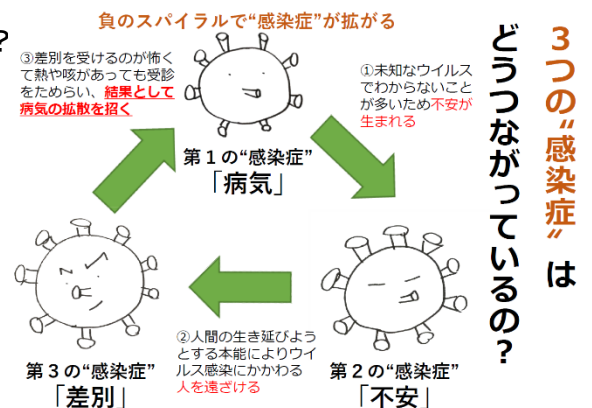 ?
負のスパイラルで“感染症”が拡がる
3つの“感染症”は
どうつながっているの？
③差別を受けるのが怖く
て熱や咳があっても受診
をためらい、結果として
病気の拡散を招く
①未知なウイルス
でわからないこと
が多いため不安が
生まれる
第１の“感染症”
「病気」
②人間の生き延びよう
とする本能によりウイ
ルス感染にかかわる
人を遠ざける
第３の“感染症”
「差別」
第２の“感染症”
「不安」